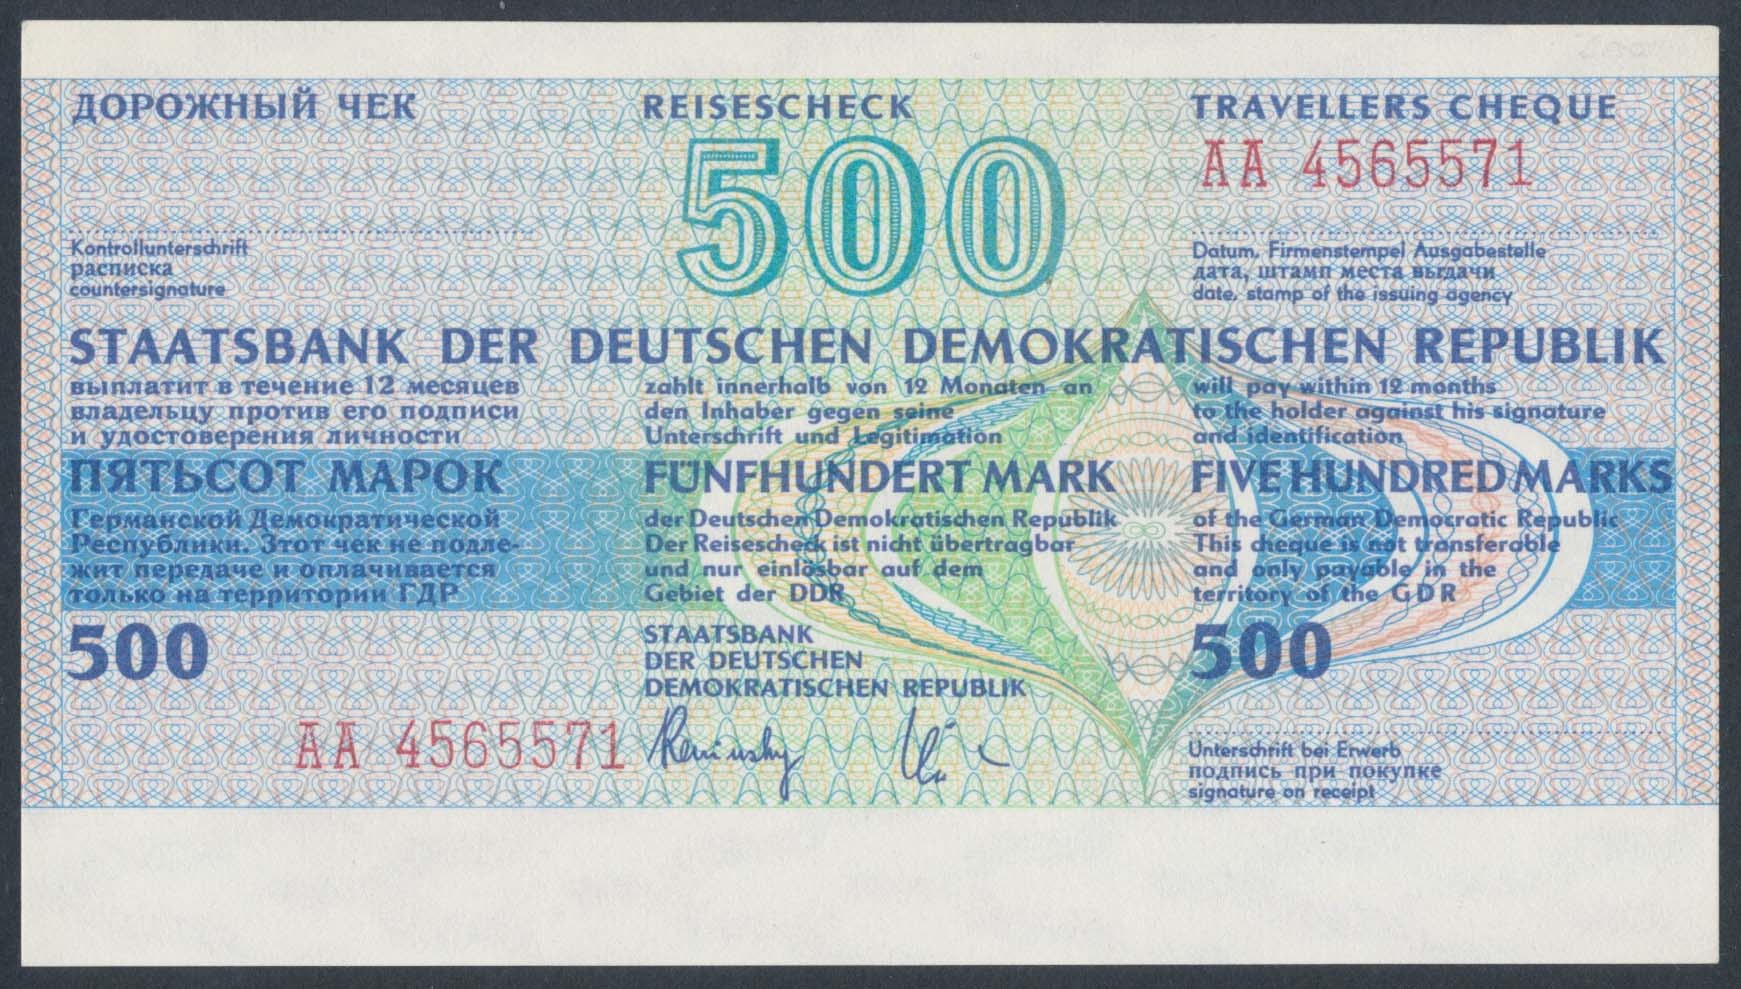 ДОРОЖНЫЙ ЧЕК
REISESCHECK
TRAVELLERS CHEQUE
500
AA 4565571
Kontrollunterschrift
расписка
countersignature
Datum, Firmenstempel Ausgabestelle
дата, штамп места выгдачи
date, stamp of the issuing agency
STAATSBANK DER DEUTSCHEN DEMOKRATISCHEN REPUBLIK
выплатит в течение 12 месяцев
владельцу против его подписи
и удостоверения личности
ПЯТЬСОТ МАРОК
Германской Демократической
Республики. Этот чек не подле-
жит передаче и оплачивается
только на территории ГДР
500
AA 4565571
zahlt innerhalb von 12 Monaten an
den Inhaber gegen seine
Unterschrift und Legitimation
FÜNFHUNDERT MARK
der Deutschen Demokratischen Republik
Der Reisescheck ist nicht übertragbar
und nur einlösbar auf dem
Gebiet der DDR
STAATSBANK
DER DEUTSCHEN
DEMOKRATISCHEN REPUBLIK
will pay within 12 months
to the holder against his signature
and identification
FIVE HUNDRED MARKS
of the German Democratic Republic
This cheque is not transferable
and only payable in the
territory of the GDR
500
Unterschrift bei Erwerb
подпись при покупке
signature on receipt